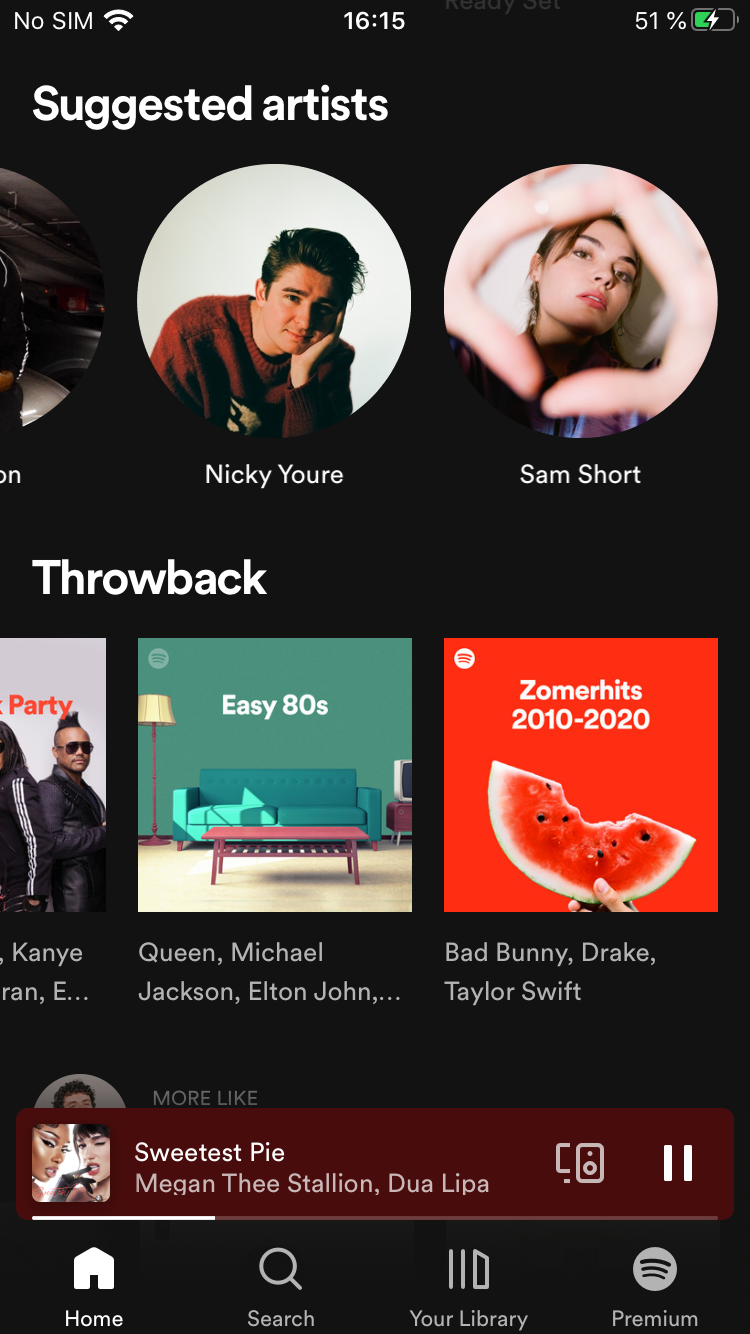 Ready Set
No SIM 16:15 51 %
Suggested artists
on
Nicky Youre
Sam Short
Throwback
k Party
Easy 80s
Zomerhits
2010-2020
, Kanye
ran, E...
Queen, Michael
Jackson, Elton John,...
Bad Bunny, Drake,
Taylor Swift
MORE LIKE
Sweetest Pie
Megan Thee Stallion, Dua Lipa
Home
Search
Your Library
Premium